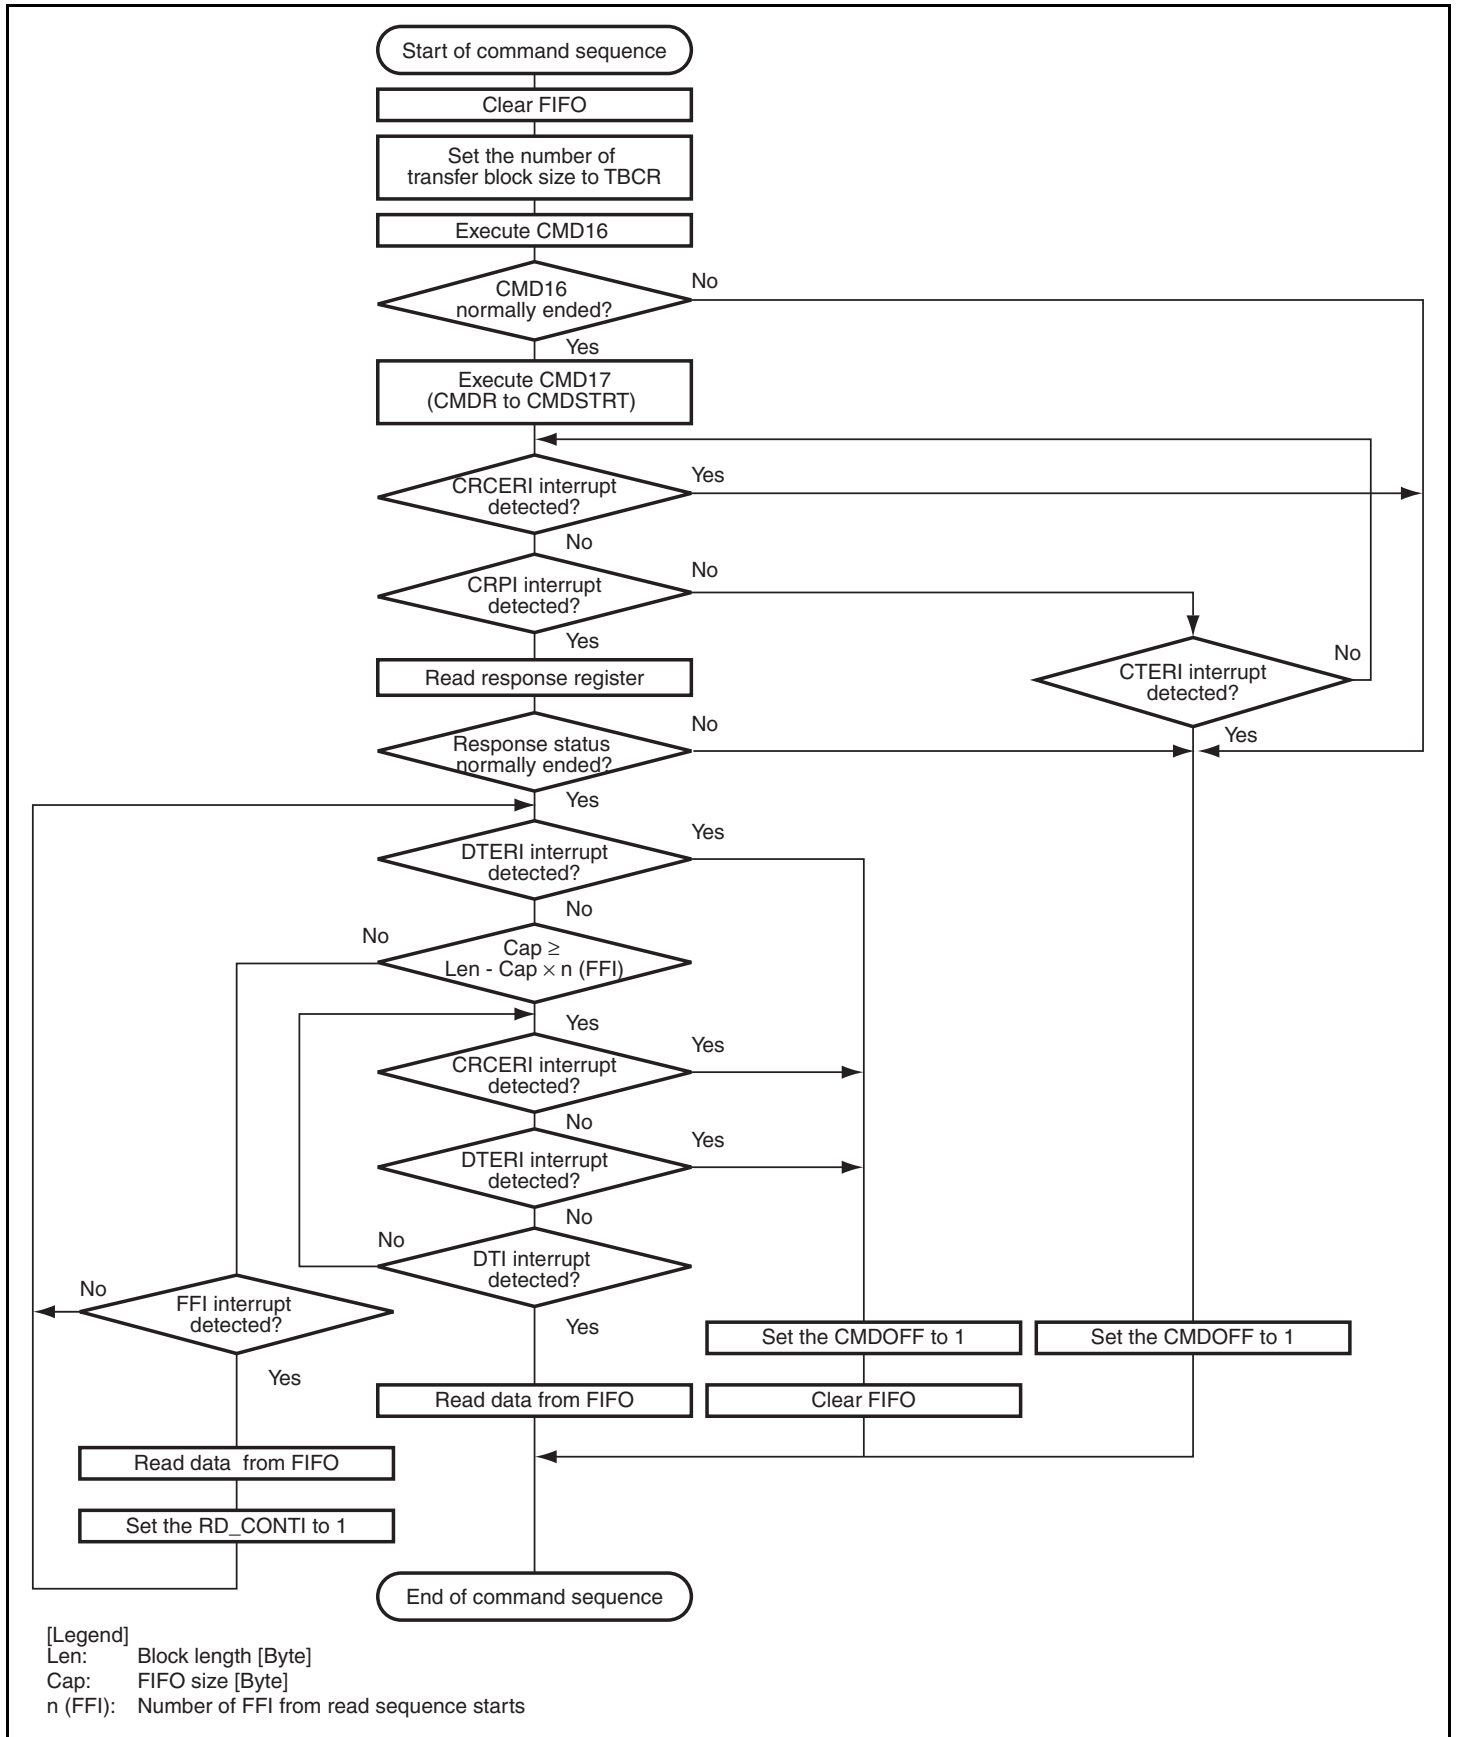 Start of command sequence
Clear FIFO
Set the number of
transfer block size to TBCR
Execute CMD16
CMD16
normally ended?
No
Yes
Execute CMD17
(CMDR to CMDSTRT)
CRCERI interrupt
detected?
Yes
No
CRPI interrupt
detected?
No
Yes
CTERI interrupt
detected?
No
Yes
Read response register
Response status
normally ended?
No
Yes
DTERI interrupt
detected?
Yes
No
Cap ≥
Len - Cap × n (FFI)
No
Yes
CRCERI interrupt
detected?
Yes
No
DTERI interrupt
detected?
Yes
No
DTI interrupt
detected?
No
Yes
FFI interrupt
detected?
No
Yes
Set the CMDOFF to 1
Set the CMDOFF to 1
Read data from FIFO
Clear FIFO
Read data  from FIFO
Set the RD_CONTI to 1
End of command sequence
[Legend]
Len: Block length [Byte]
Cap: FIFO size [Byte]
n (FFI): Number of FFI from read sequence starts